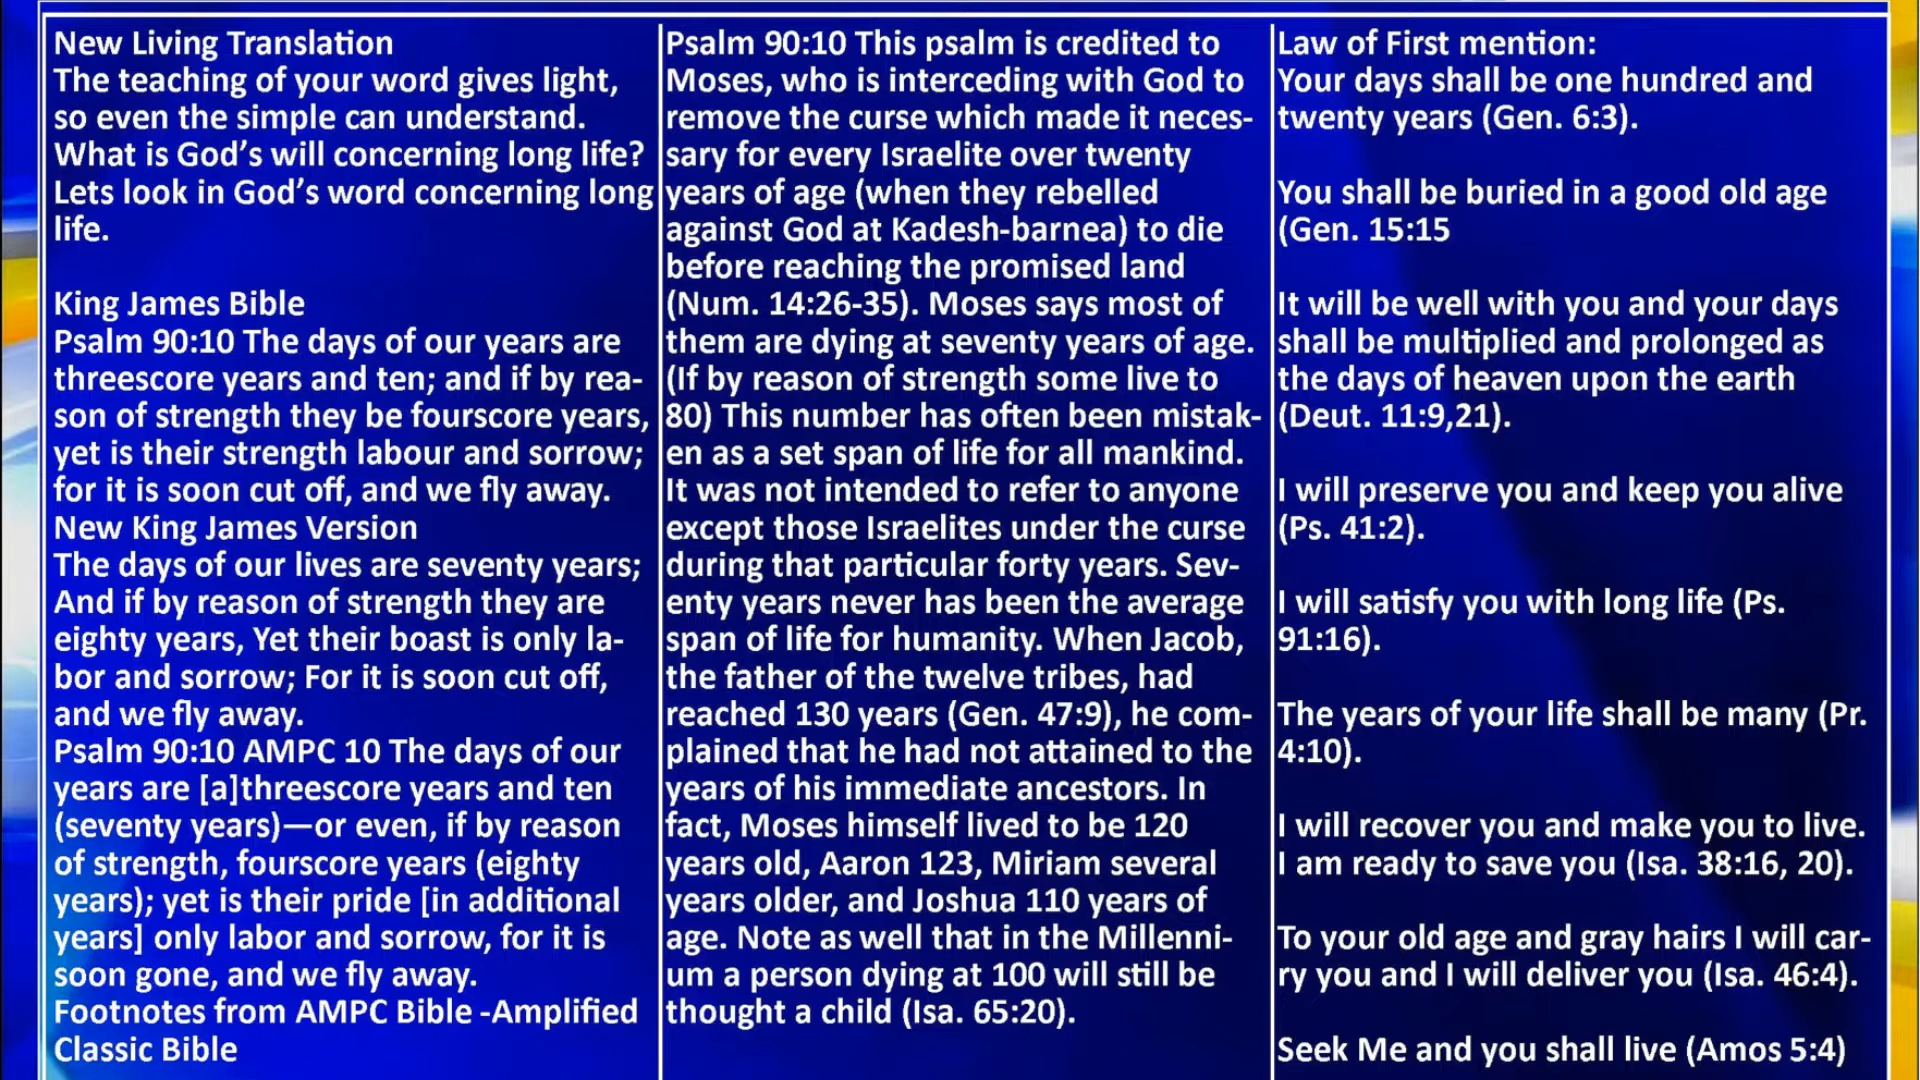 New Living Translation
The teaching of your word gives light,
so even the simple can understand.
What is God's will concerning long life?
Lets look in God's word concerning long
life.
King James Bible
Psalm 90:10 The days of our years are
threescore years and ten; and if by rea-
son of strength they be fourscore years,
yet is their strength labour and sorrow;
for it is soon cut off, and we fly away.
New King James Version
The days of our lives are seventy years;
And if by reason of strength they are
eighty years, Yet their boast is only la-
bor and sorrow; For it is soon cut off,
and we fly away.
Psalm 90:10 AMPC 10 The days of our
years are [a]threescore years and ten
(seventy years)—or even, if by reason
of strength, fourscore years (eighty
years); yet is their pride [in additional
years] only labor and sorrow, for it is
soon gone, and we fly away.
Footnotes from AMPC Bible -Amplified
Classic Bible
Psalm 90:10 This psalm is credited to
Moses, who is interceding with God to
remove the curse which made it neces-
sary for every Israelite over twenty
years of age (when they rebelled
against God at Kadesh-barnea) to die
before reaching the promised land
(Num. 14:26-35). Moses says most of
them are dying at seventy years of age.
(If by reason of strength some live to
80) This number has often been mistak-
en as a set span of life for all mankind.
It was not intended to refer to anyone
except those Israelites under the curse
during that particular forty years. Sev-
enty years never has been the average
span of life for humanity. When Jacob,
the father of the twelve tribes, had
reached 130 years (Gen. 47:9), he com-
plained that he had not attained to the
years of his immediate ancestors. In
fact, Moses himself lived to be 120
years old, Aaron 123, Miriam several
years older, and Joshua 110 years of
age. Note as well that in the Millenni-
um a person dying at 100 will still be
thought a child (Isa. 65:20).
Law of First mention:
Your days shall be one hundred and
twenty years (Gen. 6:3).
You shall be buried in a good old age
(Gen. 15:15
It will be well with you and your days
shall be multiplied and prolonged as
the days of heaven upon the earth
(Deut. 11:9,21).
I will preserve you and keep you alive
(Ps. 41:2).
I will satisfy you with long life (Ps.
91:16).
The years of your life shall be many (Pr.
4:10).
I will recover you and make you to live.
I am ready to save you (Isa. 38:16, 20).
To your old age and gray hairs I will car-
ry you and I will deliver you (Isa. 46:4).
Seek Me and you shall live (Amos 5:4)